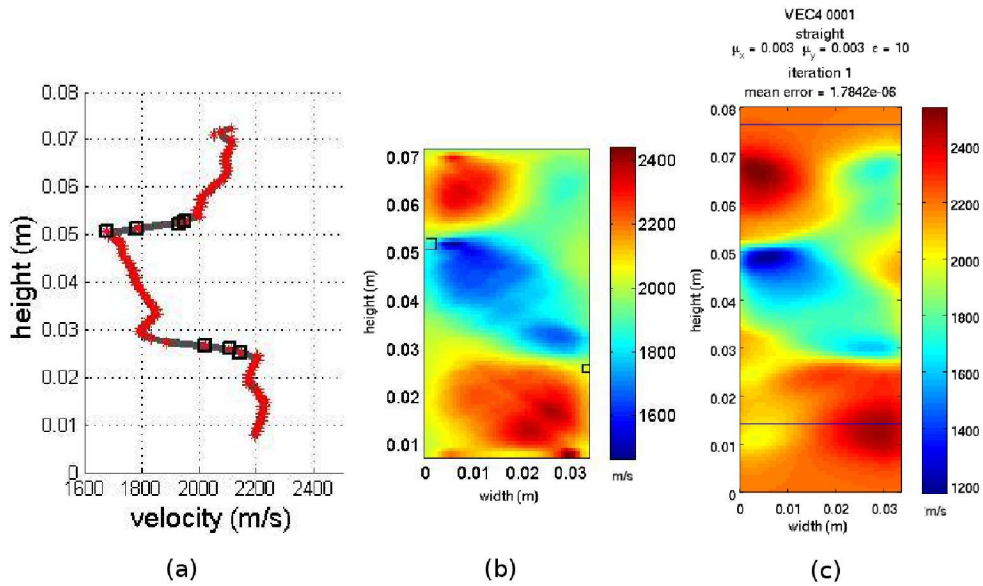 VEC4 0001
straight
μx = 0.003 μy = 0.003 ε = 10
iteration 1
mean error = 1.7842e-06
0.08
0.07
0.06
0.05
0.04
0.03
0.02
0.01
0
1600 1800 2000 2200 2400
height (m)
velocity (m/s)
(a)
0.07
0.06
0.05
0.04
0.03
0.02
0.01
0 0.01 0.02 0.03
height (m)
width (m)
2400
2200
2000
1800
1600
m/s
(b)
0.08
0.07
0.06
0.05
0.04
0.03
0.02
0.01
0
0 0.01 0.02 0.03
height (m)
width (m)
2400
2200
2000
1800
1600
1400
1200
m/s
(c)